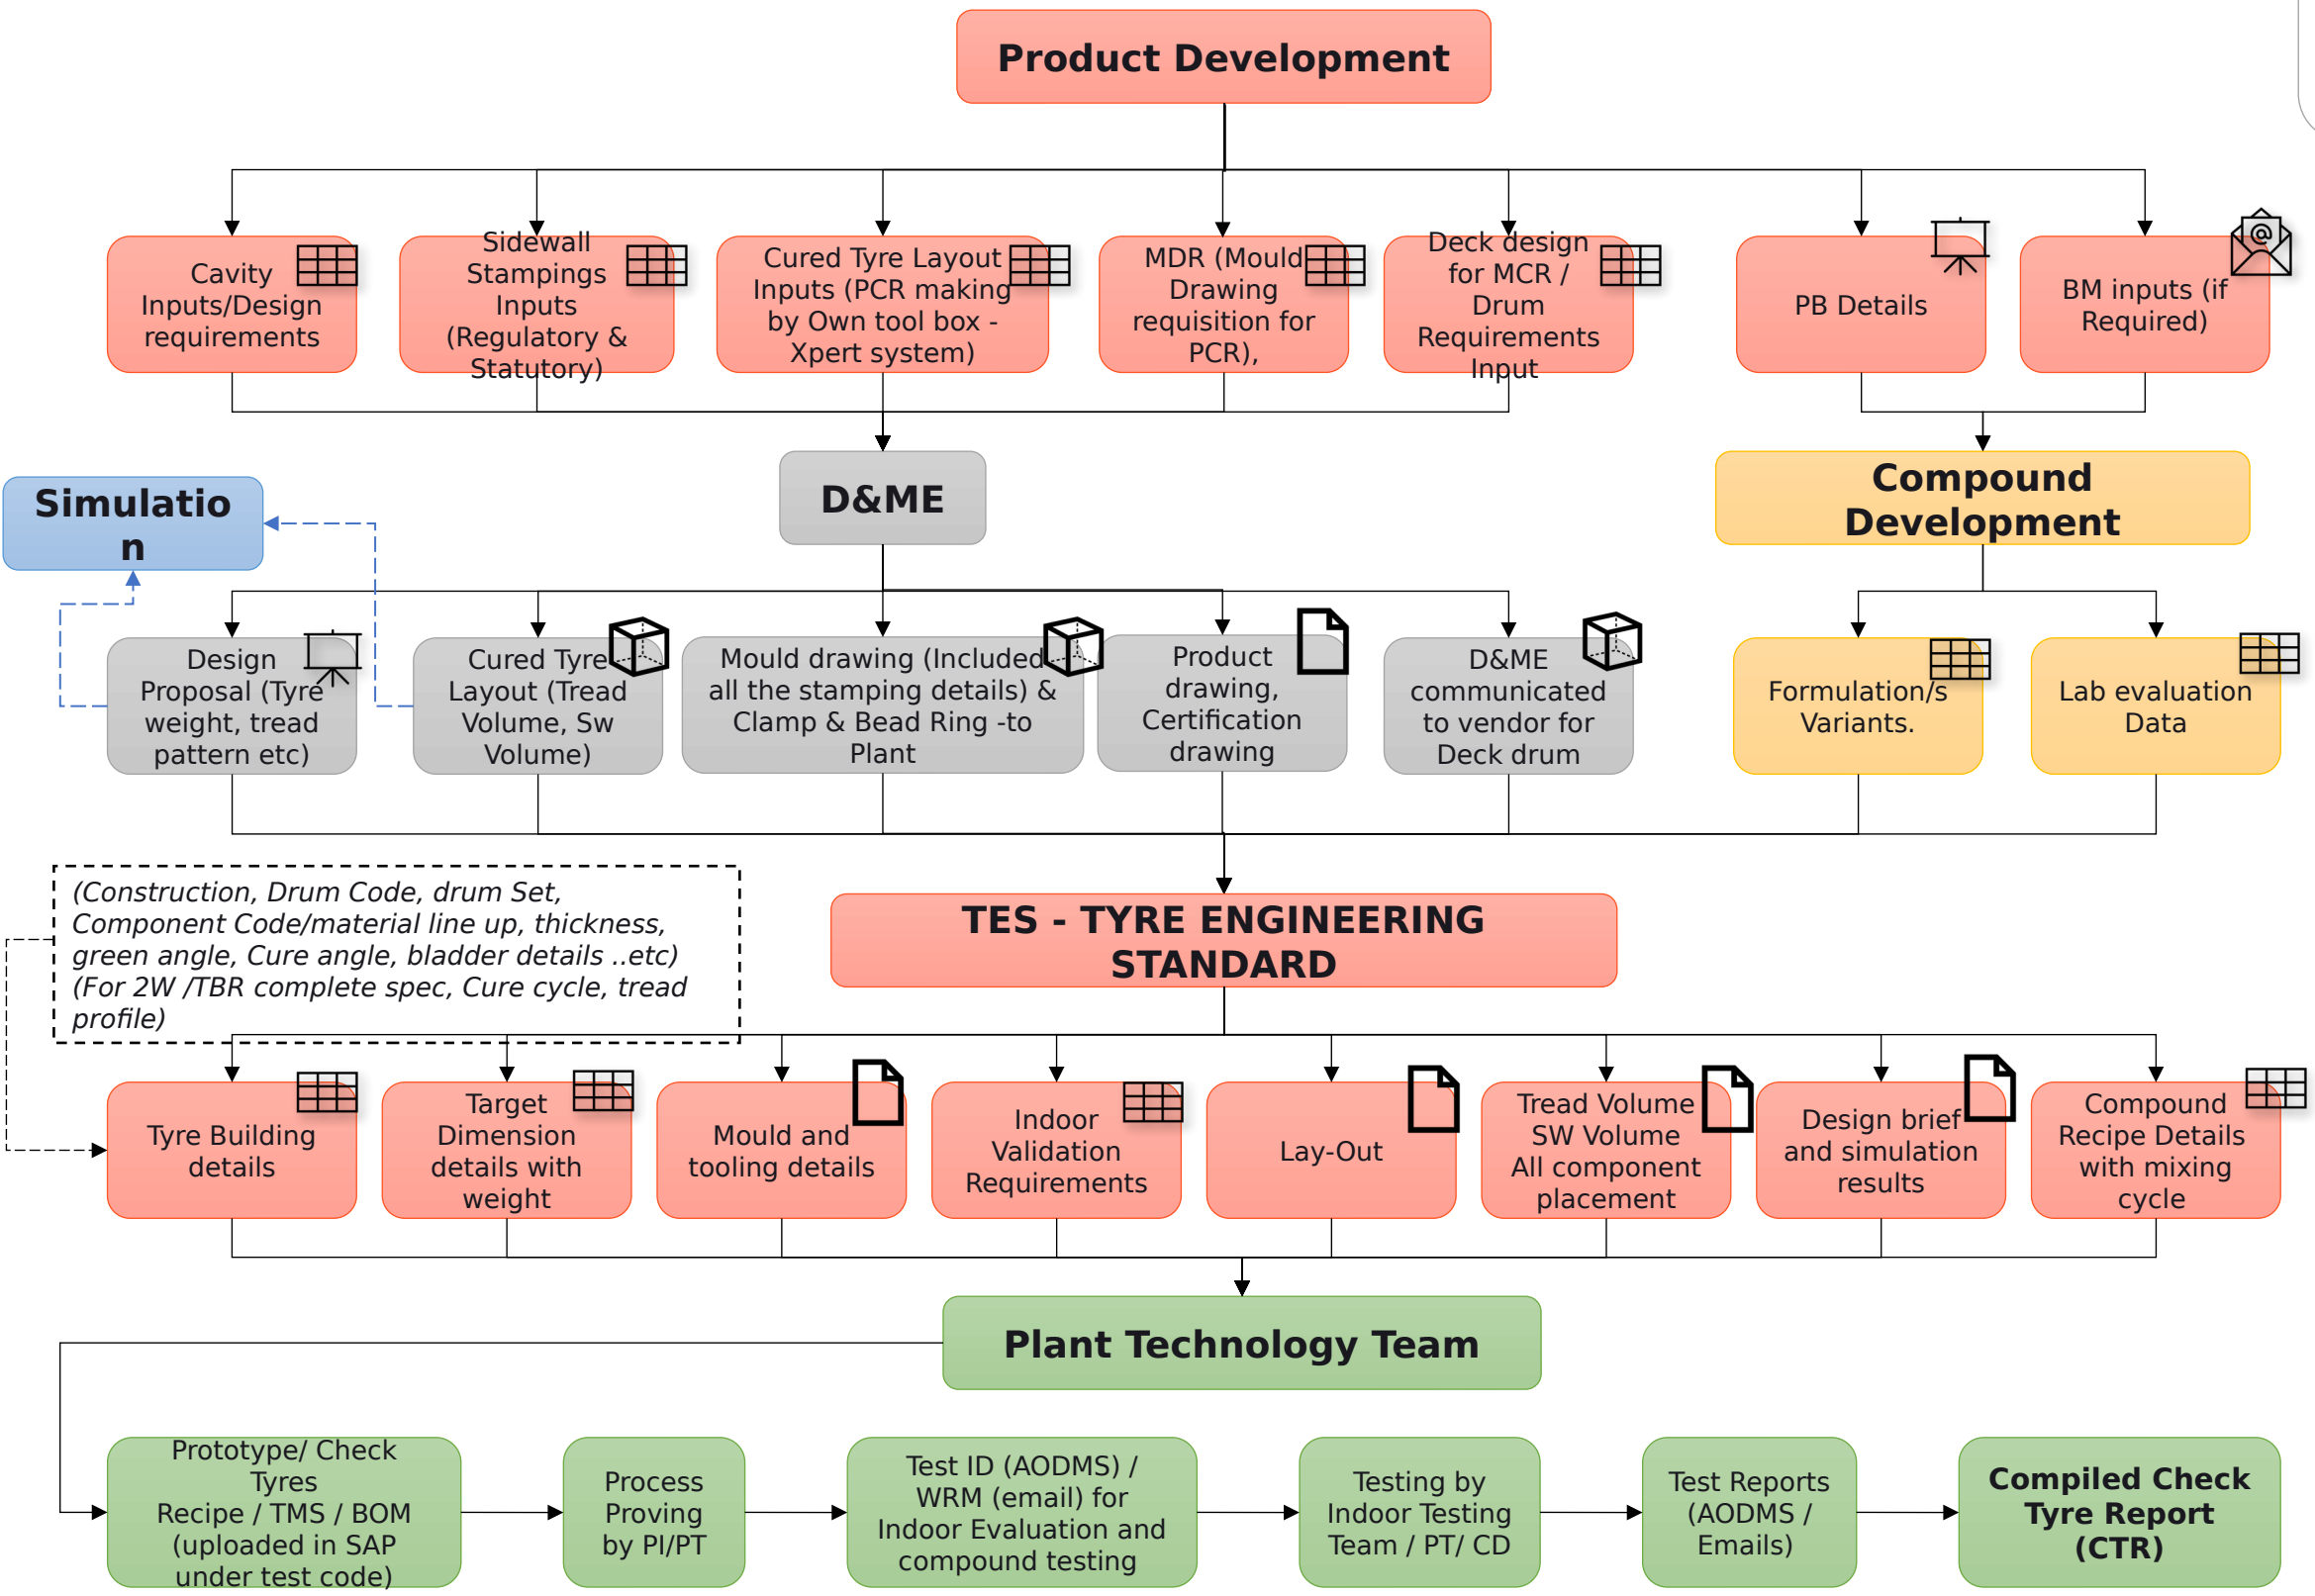 Product Development
Cavity
Inputs/Design
requirements
Sidewall
Stampings
Inputs
(Regulatory &
Statutory)
Cured Tyre Layout
Inputs (PCR making
by Own tool box -
Xpert system)
MDR (Mould
Drawing
requisition for
PCR),
Deck design
for MCR /
Drum
Requirements
Input
PB Details
BM inputs (if
Required)
Simulatio
n
D&ME
Compound
Development
Design
Proposal (Tyre
weight, tread
pattern etc)
Cured Tyre
Layout (Tread
Volume, Sw
Volume)
Mould drawing (Included
all the stamping details) &
Clamp & Bead Ring -to
Plant
Product
drawing,
Certification
drawing
D&ME
communicated
to vendor for
Deck drum
Formulation/s
Variants.
Lab evaluation
Data
(Construction, Drum Code, drum Set,
Component Code/material line up, thickness,
green angle, Cure angle, bladder details ..etc)
(For 2W /TBR complete spec, Cure cycle, tread
profile)
TES - TYRE ENGINEERING
STANDARD
Tyre Building
details
Target
Dimension
details with
weight
Mould and
tooling details
Indoor
Validation
Requirements
Lay-Out
Tread Volume
SW Volume
All component
placement
Design brief
and simulation
results
Compound
Recipe Details
with mixing
cycle
Plant Technology Team
Prototype/ Check
Tyres
Recipe / TMS / BOM
(uploaded in SAP
under test code)
Process
Proving
by PI/PT
Test ID (AODMS) /
WRM (email) for
Indoor Evaluation and
compound testing
Testing by
Indoor Testing
Team / PT/ CD
Test Reports
(AODMS /
Emails)
Compiled Check
Tyre Report
(CTR)